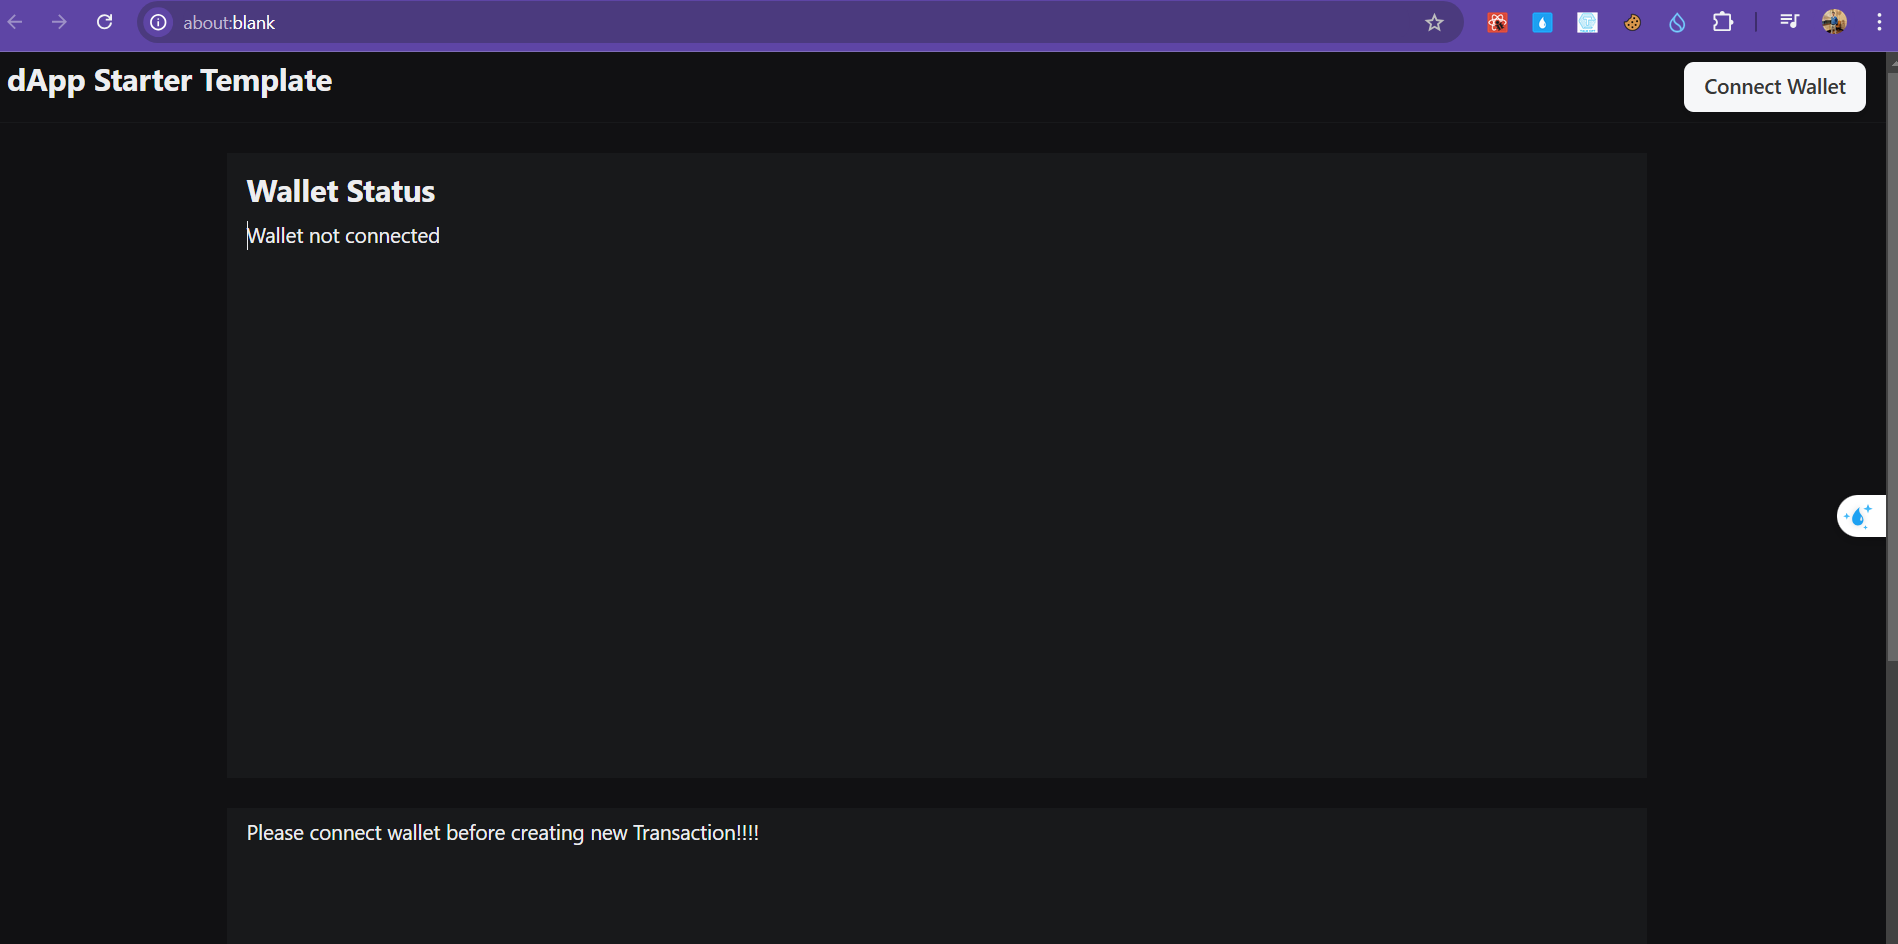 about:blank
dApp Starter Template
Connect Wallet
Wallet Status
Wallet not connected
Please connect wallet before creating new Transaction!!!!